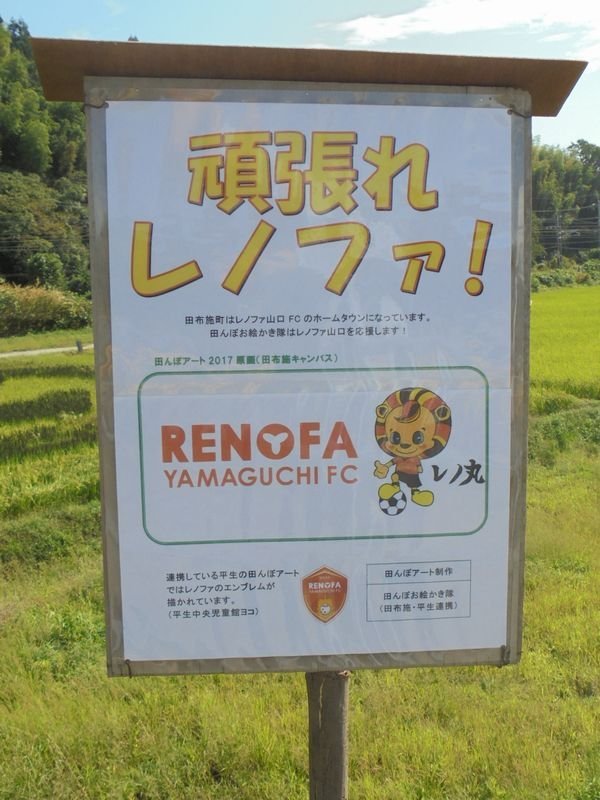 頑張れ
レノファ!
田布施町はレノファ山口FCのホームタウンになっています。
田んぼお絵かき隊はレノファ山口を応援します!
田んぼアート2017原画(田布施キャンバス)
RENOFA
YAMAGUCHI FC
レノ丸
連携している平生の田んぼアート
ではレノファのエンブレムが
描かれています。
(平生中央児童館ヨコ)
RENOFA
田んぼアート制作
田んぼお絵かき隊
(田布施・平生連携)